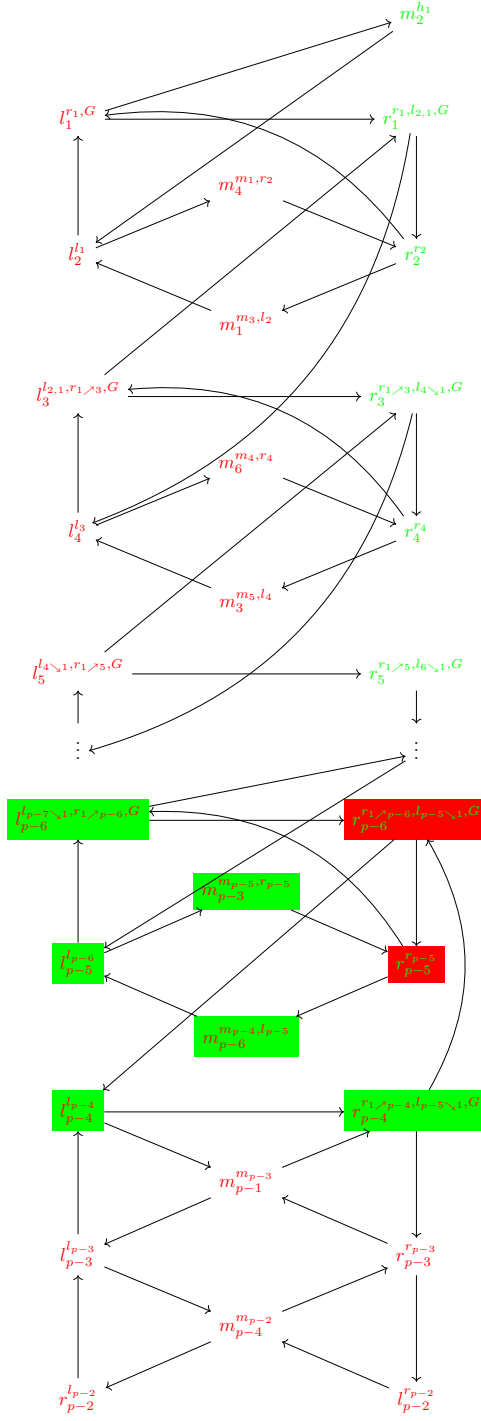 m_2^{h_1}
l_1^{r_1,G} r_1^{r_1,l_{2,1},G}
m_4^{m_1,r_2}
l_2^{l_1} r_2^{r_2}
m_1^{m_3,l_2}
l_3^{l_{2,1},r_{1↗3},G} r_3^{r_{1↗3},l_{4↘1},G}
m_6^{m_4,r_4}
l_4^{l_3} r_4^{r_4}
m_3^{m_5,l_4}
l_5^{l_{4↘1},r_{1↗5},G} r_5^{r_{1↗5},l_{6↘1},G}
⋮ ⋮
l_{p−6}^{l_{p−7↘1},r_{1↗p−6},G} r_{p−6}^{r_{1↗p−6},l_{p−5↘1},G}
m_{p−3}^{m_{p−5},r_{p−5}}
l_{p−5}^{l_{p−6}} r_{p−5}^{r_{p−5}}
m_{p−6}^{m_{p−4},l_{p−5}}
l_{p−4}^{l_{p−4}} r_{p−4}^{r_{1↗p−4},l_{p−5↘1},G}
m_{p−1}^{m_{p−3}}
l_{p−3}^{l_{p−3}} r_{p−3}^{r_{p−3}}
m_{p−4}^{m_{p−2}}
r_{p−2}^{l_{p−2}} l_{p−2}^{r_{p−2}}